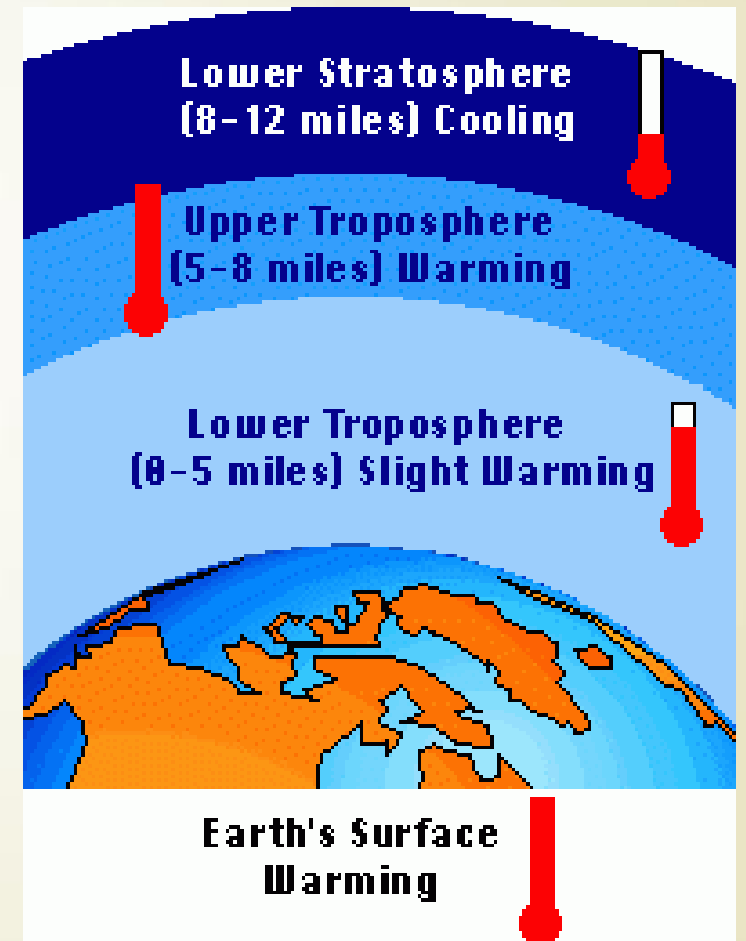 Lower Stratosphere
(8-12 miles) Cooling
Upper Troposphere
(5-8 miles) Warming
Lower Troposphere
(0-5 miles) Slight Warming
Earth's Surface
Warming